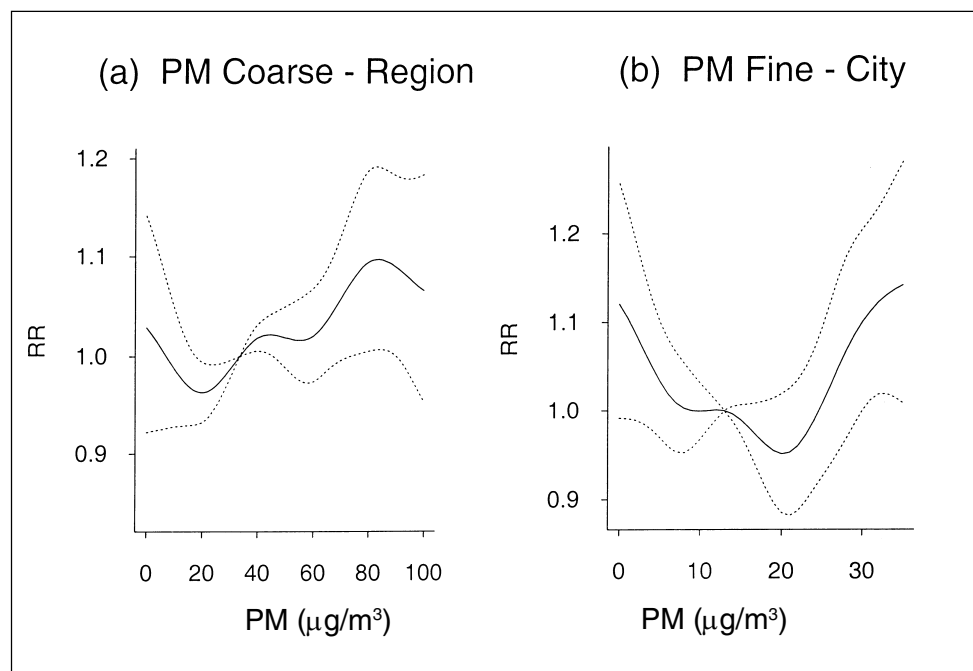 (a) PM Coarse - Region
1.2
1.1
1.0
0.9
RR
0 20 40 60 80 100
PM (μg/m³)
(b) PM Fine - City
1.2
1.1
1.0
0.9
RR
0 10 20 30
PM (μg/m³)